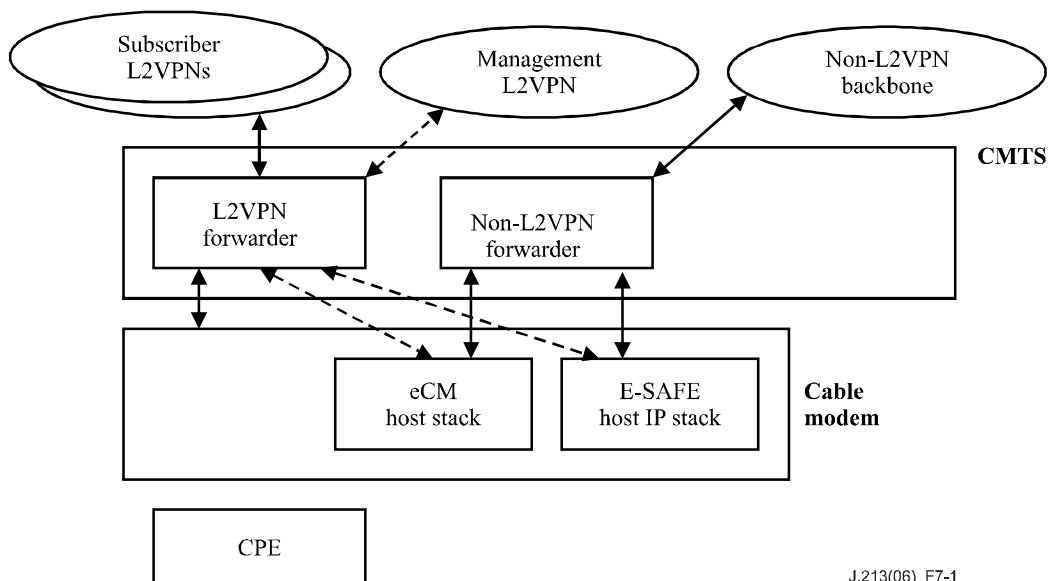 Subscriber
L2VPNs
Management
L2VPN
Non-L2VPN
backbone
CMTS
L2VPN
forwarder
Non-L2VPN
forwarder
eCM
host stack
E-SAFE
host IP stack
Cable
modem
CPE
J.213(06)_F7-1